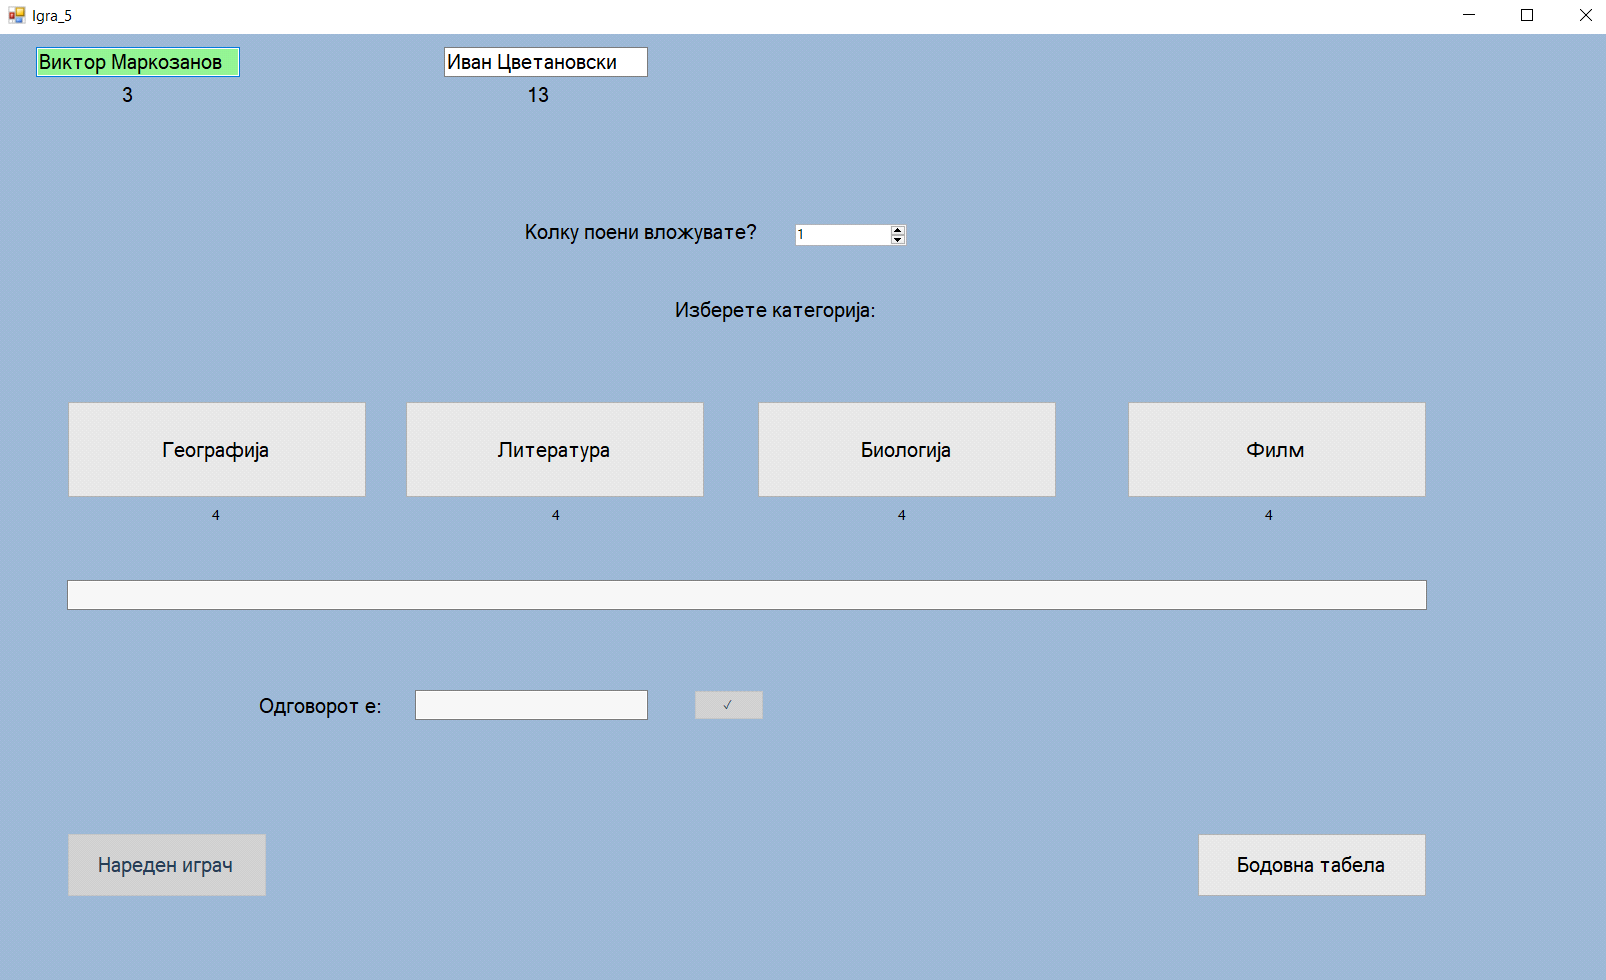 Igra_5
Виктор Маркозанов
Иван Цветановски
3
13
Колку поени вложувате?
1
Изберете категорија:
Географија
Литература
Биологија
Филм
4
4
4
4
Одговорот е:
✓
Нареден играч
Бодовна табела